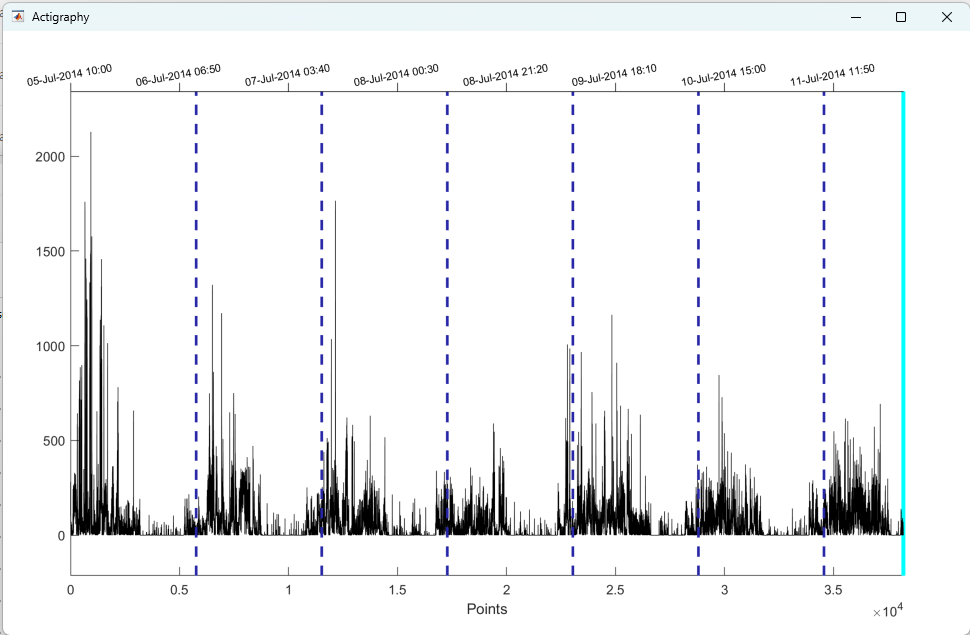 Actigraphy
05-Jul-2014 10:00
06-Jul-2014 06:50
07-Jul-2014 03:40
08-Jul-2014 00:30
08-Jul-2014 21:20
09-Jul-2014 18:10
10-Jul-2014 15:00
11-Jul-2014 11:50
2000
1500
1000
500
0
0
0.5
1
1.5
2
2.5
3
3.5
Points
×10⁴